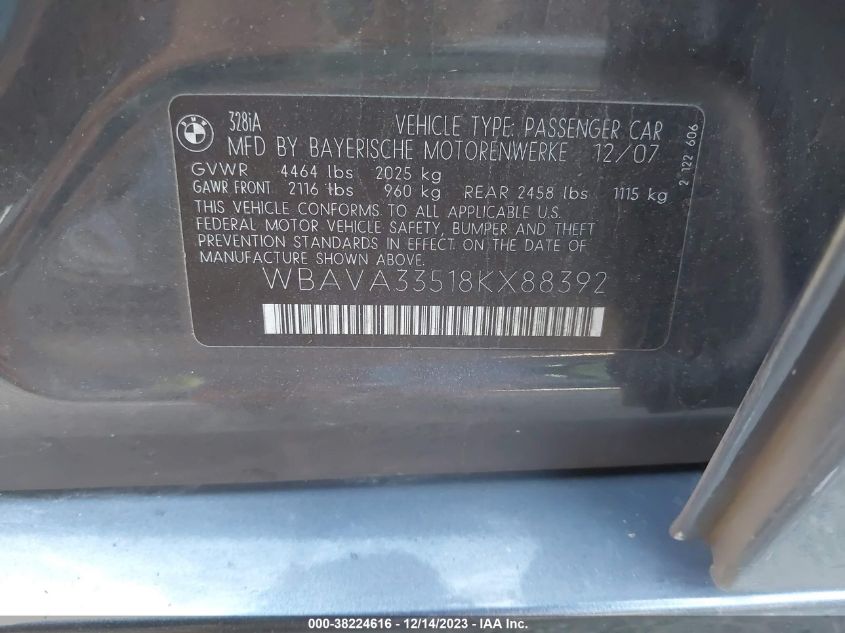 BMW
328iA
VEHICLE TYPE: PASSENGER CAR
MFD BY BAYERISCHE MOTORENWERKE 12/07
GVWR 4464 lbs 2025 kg
GAWR FRONT 2116 lbs 960 kg REAR 2458 lbs 1115 kg
THIS VEHICLE CONFORMS TO ALL APPLICABLE U.S.
FEDERAL MOTOR VEHICLE SAFETY, BUMPER AND THEFT
PREVENTION STANDARDS IN EFFECT ON THE DATE OF
MANUFACTURE SHOWN ABOVE.
WBAVA33518KX88392
2 122 606
000-38224616 - 12/14/2023 - IAA Inc.